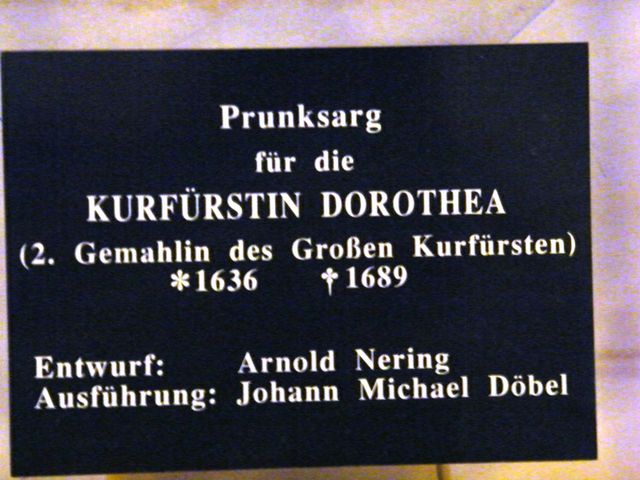 Prunksarg
für die
KURFÜRSTIN DOROTHEA
(2. Gemahlin des Großen Kurfürsten)
*1636 †1689
Entwurf: Arnold Nering
Ausführung: Johann Michael Döbel